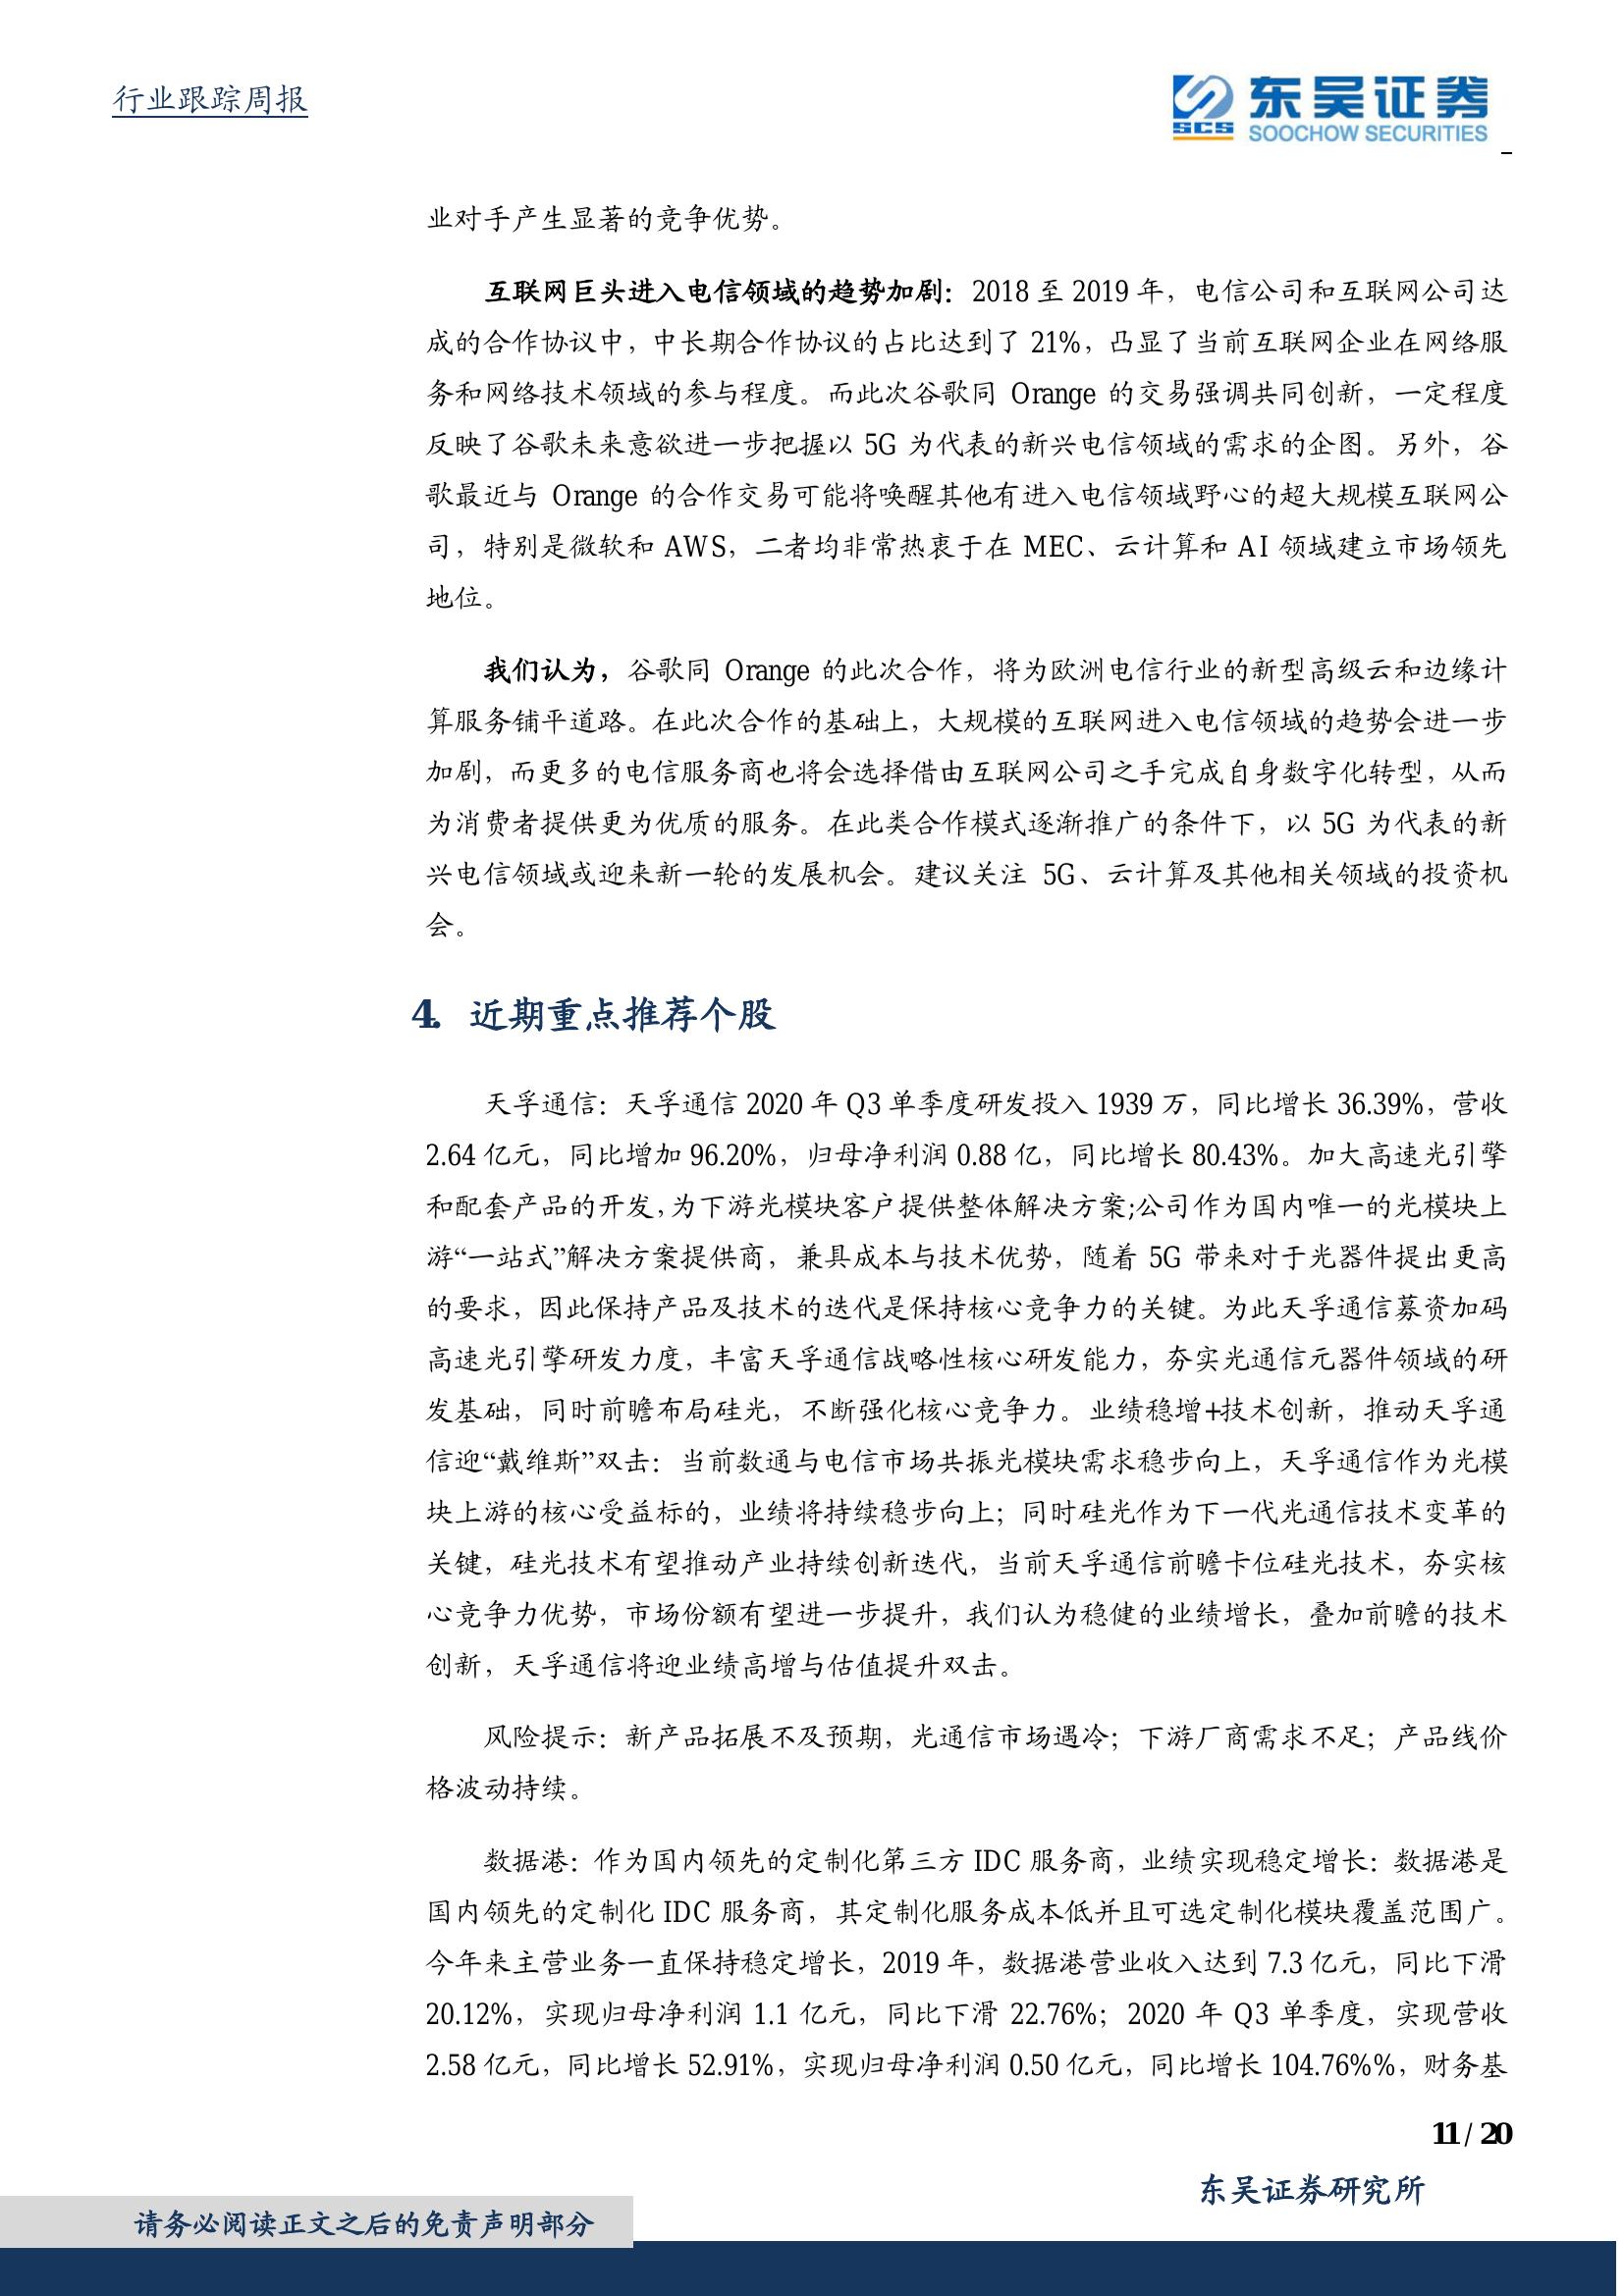 行业跟踪周报
SCS
东吴证券
SOOCHOW SECURITIES
业对手产生显著的竞争优势。
互联网巨头进入电信领域的趋势加剧：2018 至 2019 年，电信公司和互联网公司达
成的合作协议中，中长期合作协议的占比达到了 21%，凸显了当前互联网企业在网络服
务和网络技术领域的参与程度。而此次谷歌同 Orange 的交易强调共同创新，一定程度
反映了谷歌未来意欲进一步把握以 5G 为代表的新兴电信领域的需求的企图。另外，谷
歌最近与 Orange 的合作交易可能将唤醒其他有进入电信领域野心的超大规模互联网公
司，特别是微软和 AWS，二者均非常热衷于在 MEC、云计算和 AI 领域建立市场领先
地位。
我们认为，谷歌同 Orange 的此次合作，将为欧洲电信行业的新型高级云和边缘计
算服务铺平道路。在此次合作的基础上，大规模的互联网进入电信领域的趋势会进一步
加剧，而更多的电信服务商也将会选择借由互联网公司之手完成自身数字化转型，从而
为消费者提供更为优质的服务。在此类合作模式逐渐推广的条件下，以 5G 为代表的新
兴电信领域或迎来新一轮的发展机会。建议关注 5G、云计算及其他相关领域的投资机
会。
4. 近期重点推荐个股
天孚通信：天孚通信 2020 年 Q3 单季度研发投入 1939 万，同比增长 36.39%，营收
2.64 亿元，同比增加 96.20%，归母净利润 0.88 亿，同比增长 80.43%。加大高速光引擎
和配套产品的开发，为下游光模块客户提供整体解决方案;公司作为国内唯一的光模块上
游“一站式”解决方案提供商，兼具成本与技术优势，随着 5G 带来对于光器件提出更高
的要求，因此保持产品及技术的迭代是保持核心竞争力的关键。为此天孚通信募资加码
高速光引擎研发力度，丰富天孚通信战略性核心研发能力，夯实光通信元器件领域的研
发基础，同时前瞻布局硅光，不断强化核心竞争力。业绩稳增+技术创新，推动天孚通
信迎“戴维斯”双击：当前数通与电信市场共振光模块需求稳步向上，天孚通信作为光模
块上游的核心受益标的，业绩将持续稳步向上；同时硅光作为下一代光通信技术变革的
关键，硅光技术有望推动产业持续创新迭代，当前天孚通信前瞻卡位硅光技术，夯实核
心竞争力优势，市场份额有望进一步提升，我们认为稳健的业绩增长，叠加前瞻的技术
创新，天孚通信将迎业绩高增与估值提升双击。
风险提示：新产品拓展不及预期，光通信市场遇冷；下游厂商需求不足；产品线价
格波动持续。
数据港：作为国内领先的定制化第三方 IDC 服务商，业绩实现稳定增长：数据港是
国内领先的定制化 IDC 服务商，其定制化服务成本低并且可选定制化模块覆盖范围广。
今年来主营业务一直保持稳定增长，2019 年，数据港营业收入达到 7.3 亿元，同比下滑
20.12%，实现归母净利润 1.1 亿元，同比下滑 22.76%；2020 年 Q3 单季度，实现营收
2.58 亿元，同比增长 52.91%，实现归母净利润 0.50 亿元，同比增长 104.76%%，财务基
11 / 20
东吴证券研究所
请务必阅读正文之后的免责声明部分